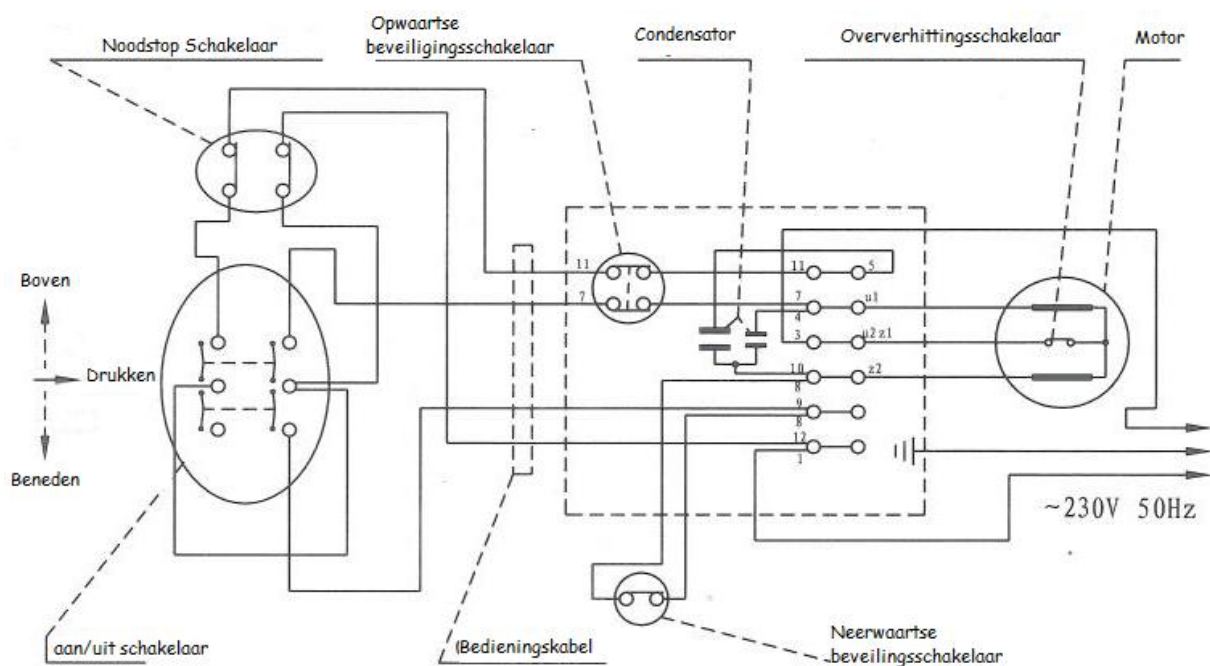 Noodstop Schakelaar
Opwaartse
beveiligingsschakelaar
Condensator
Oververhittingsschakelaar
Motor
Boven
Drukken
Beneden
11
7
11
5
7
u1
4
3
u2 z1
10
z2
8
9
8
12
1
~230V 50Hz
aan/uit schakelaar
(Bedieningskabel
Neerwaartse
beveilingsschakelaar